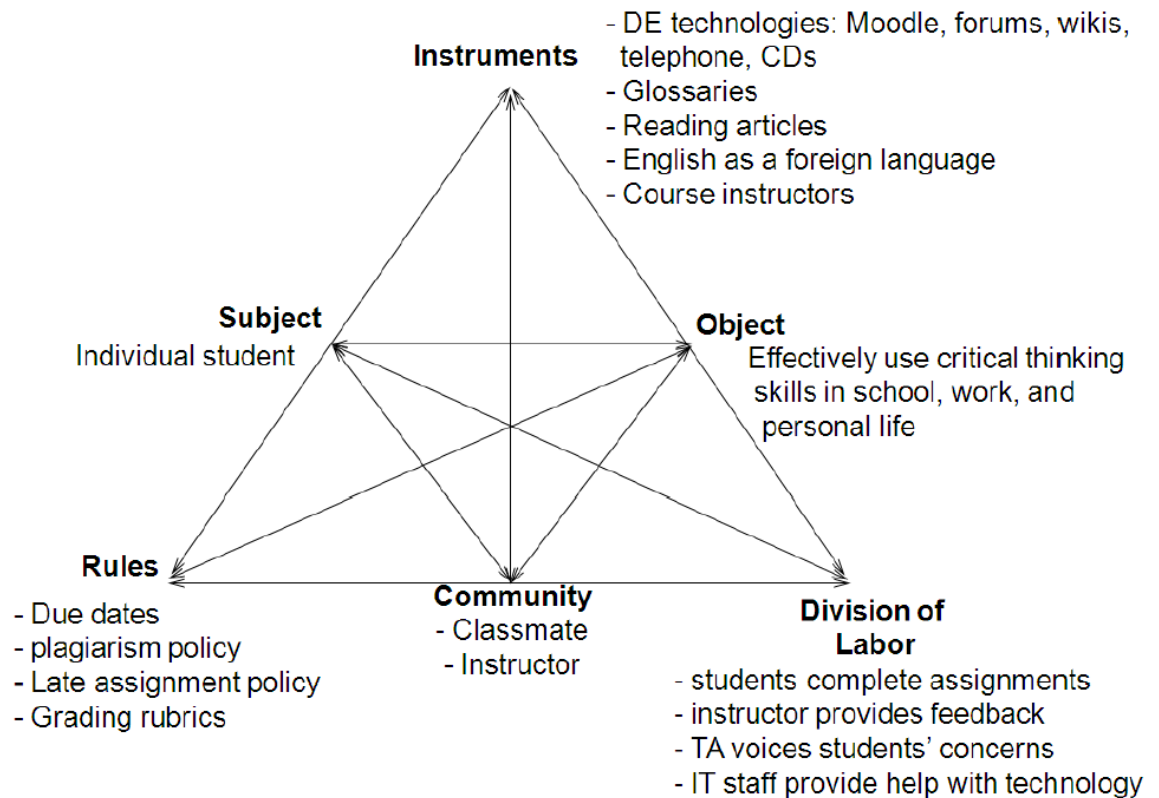 Instruments
- DE technologies: Moodle, forums, wikis,
telephone, CDs
- Glossaries
- Reading articles
- English as a foreign language
- Course instructors
Subject
Individual student
Object
Effectively use critical thinking
skills in school, work, and
personal life
Rules
- Due dates
- plagiarism policy
- Late assignment policy
- Grading rubrics
Community
- Classmate
- Instructor
Division of
Labor
- students complete assignments
- instructor provides feedback
- TA voices students’ concerns
- IT staff provide help with technology